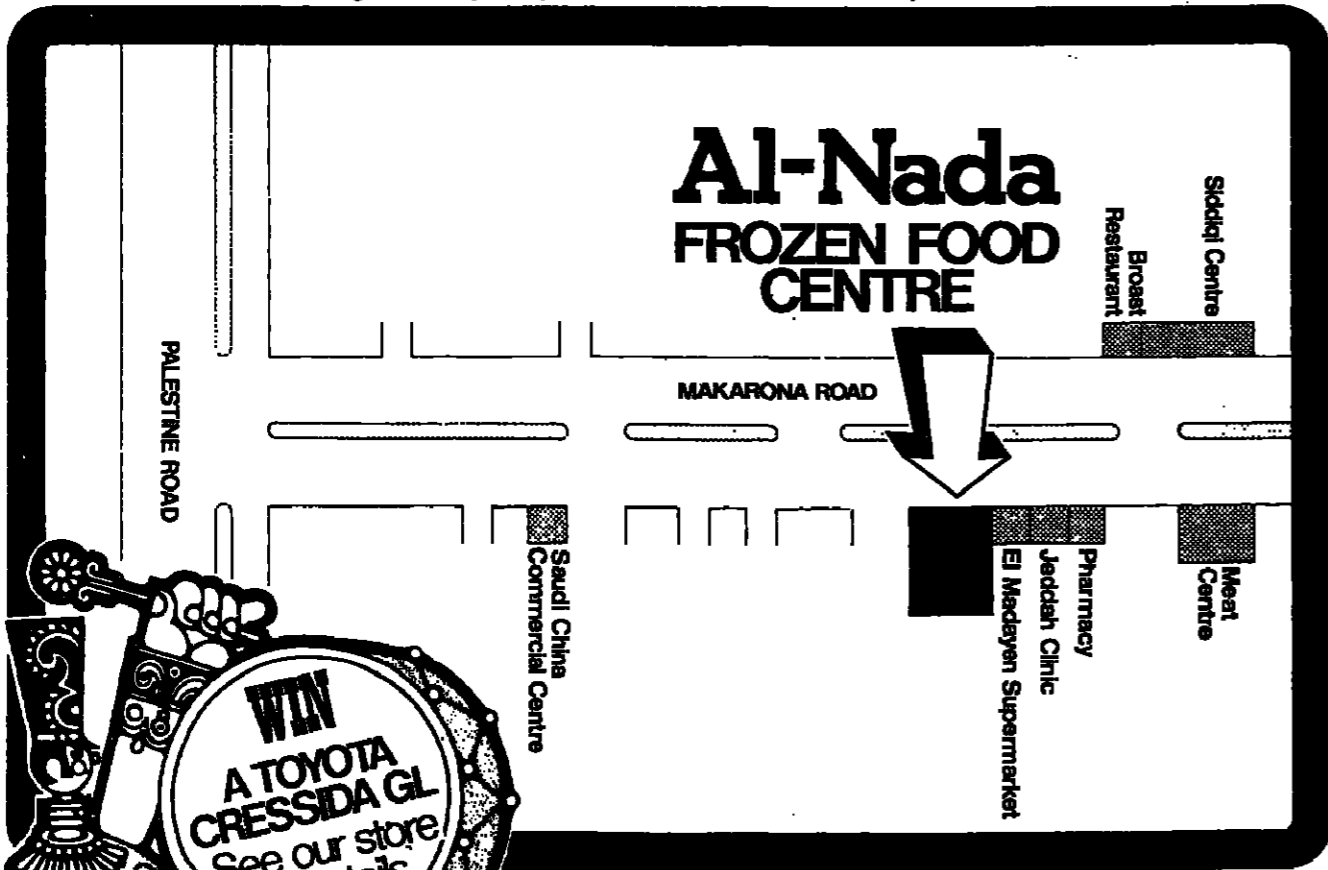 Al-Nada
FROZEN FOOD
CENTRE
Siddiqi Centre
Broast
Restaurant
MAKARONA ROAD
PALESTINE ROAD
Saudi China
Commercial Centre
El Madayen Supermarket
Jeddah Clinic
Pharmacy
Meat
Centre
WIN
A TOYOTA
CRESSIDA GL
See our store